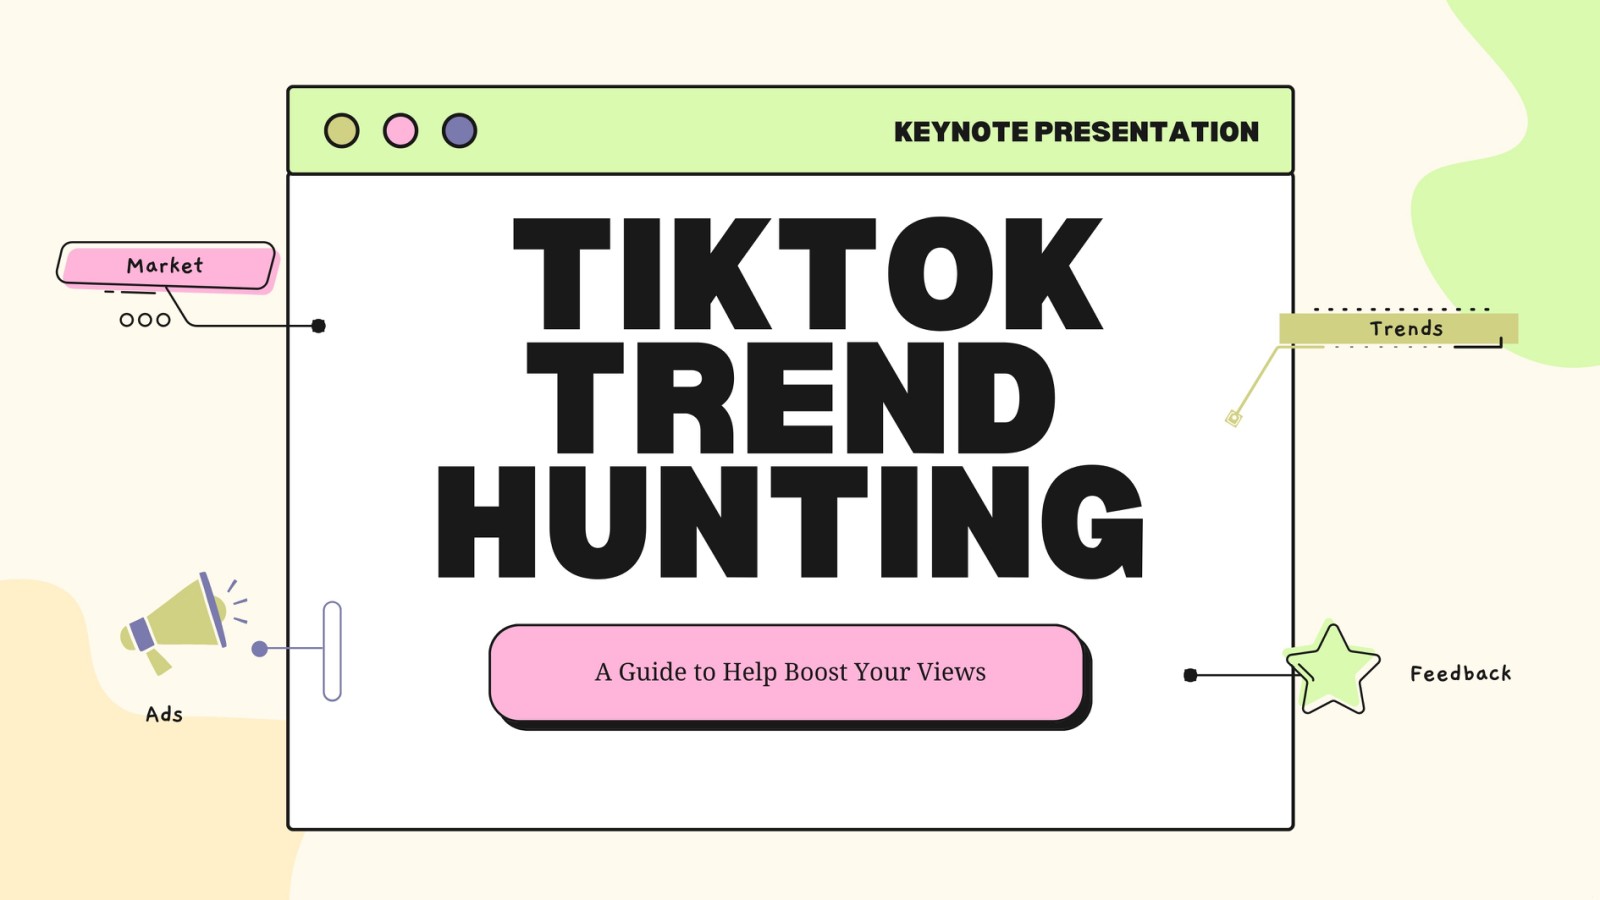 KEYNOTE PRESENTATION
TIKTOK
TREND
HUNTING
A Guide to Help Boost Your Views
Market
Trends
Ads
Feedback